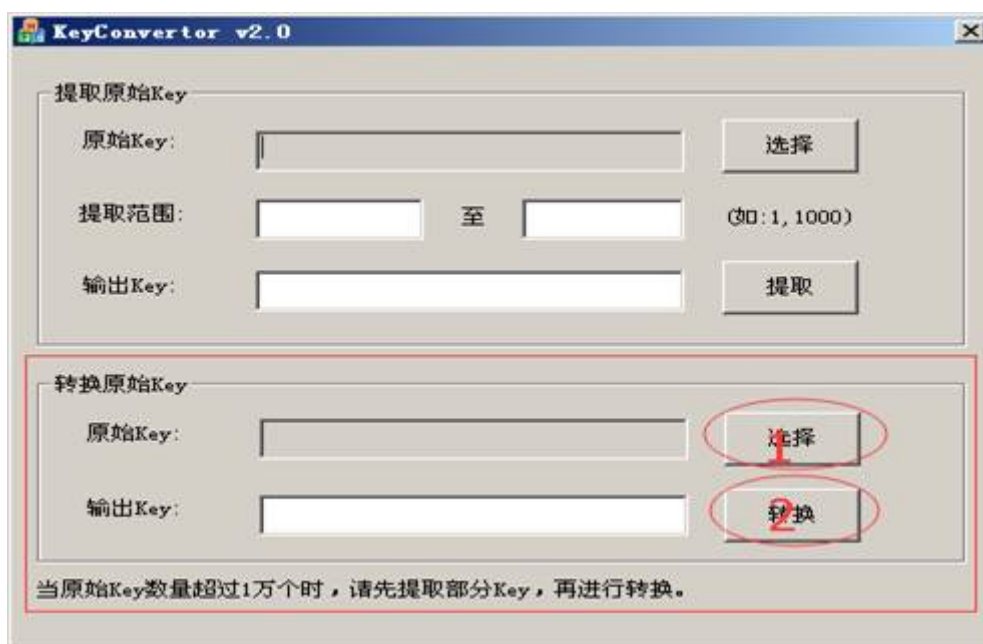 KeyConvertor v2.0
提取原始Key
原始Key: 选择
提取范围: 至 (如:1,1000)
输出Key: 提取
转换原始Key
原始Key: 选择 1
输出Key: 转换 2
当原始Key数量超过1万个时，请先提取部分Key，再进行转换。